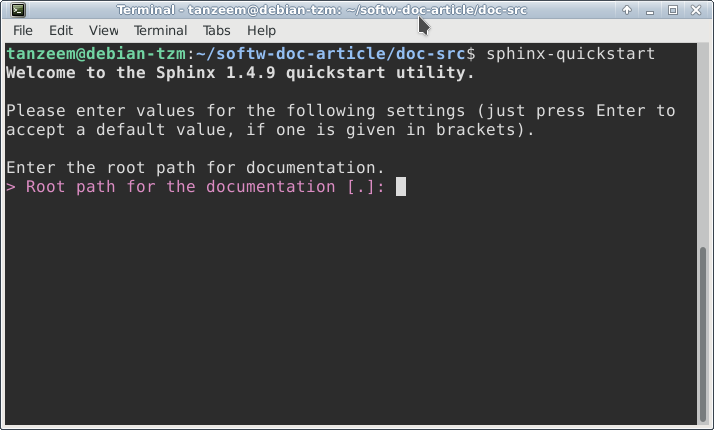 Terminal - tanzeem@debian-tzm: ~/softw-doc-article/doc-src
File Edit View Terminal Tabs Help
tanzeem@debian-tzm:~/softw-doc-article/doc-src$ sphinx-quickstart
Welcome to the Sphinx 1.4.9 quickstart utility.
Please enter values for the following settings (just press Enter to
accept a default value, if one is given in brackets).
Enter the root path for documentation.
> Root path for the documentation [.]: